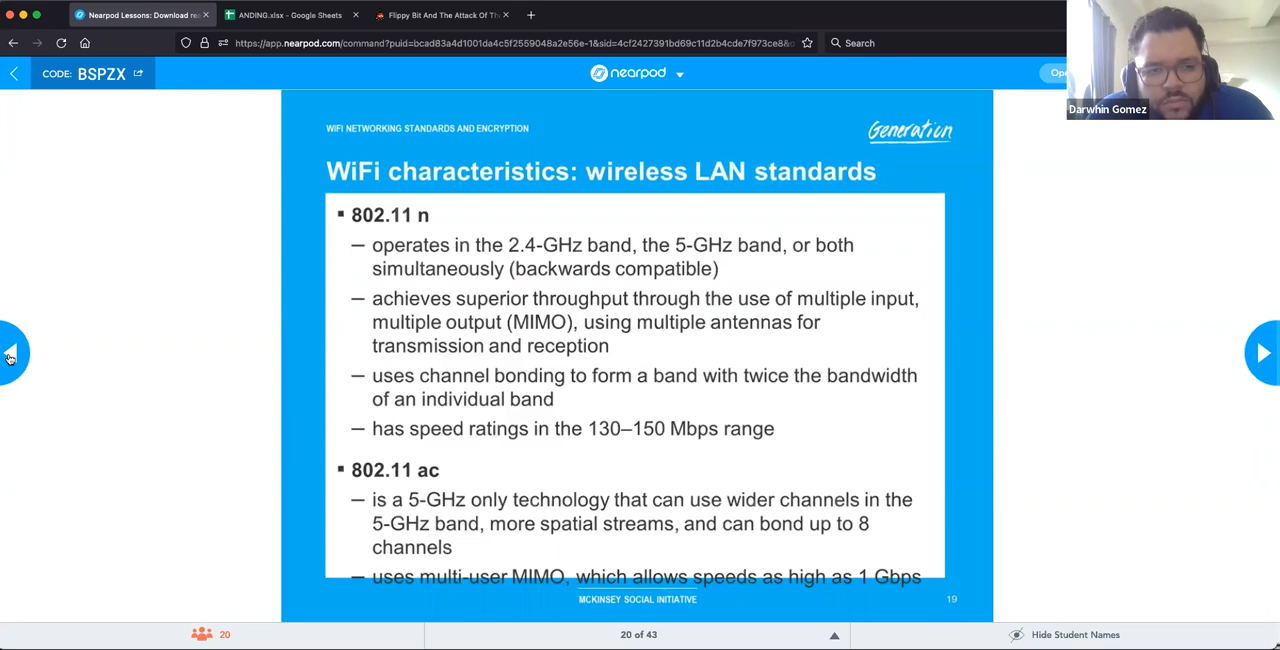 Nearpod Lessons: Download re
ANDING.xlsx - Google Sheets
Flippy Bit And The Attack Of Th
https://app.nearpod.com/command?puid=bcad83a4d1001da4c5f2559048a2e56e-1&sid=4cf2427391bd69c11d2b4cde7f973ce8&
Search
CODE: BSPZX
nearpod
Ope
Darwhin Gomez
WIFI NETWORKING STANDARDS AND ENCRYPTION
Generation
WiFi characteristics: wireless LAN standards
▪ 802.11 n
– operates in the 2.4-GHz band, the 5-GHz band, or both
simultaneously (backwards compatible)
– achieves superior throughput through the use of multiple input,
multiple output (MIMO), using multiple antennas for
transmission and reception
– uses channel bonding to form a band with twice the bandwidth
of an individual band
– has speed ratings in the 130–150 Mbps range
▪ 802.11 ac
– is a 5-GHz only technology that can use wider channels in the
5-GHz band, more spatial streams, and can bond up to 8
channels
– uses multi-user MIMO, which allows speeds as high as 1 Gbps
MCKINSEY SOCIAL INITIATIVE
19
20
20 of 43
Hide Student Names